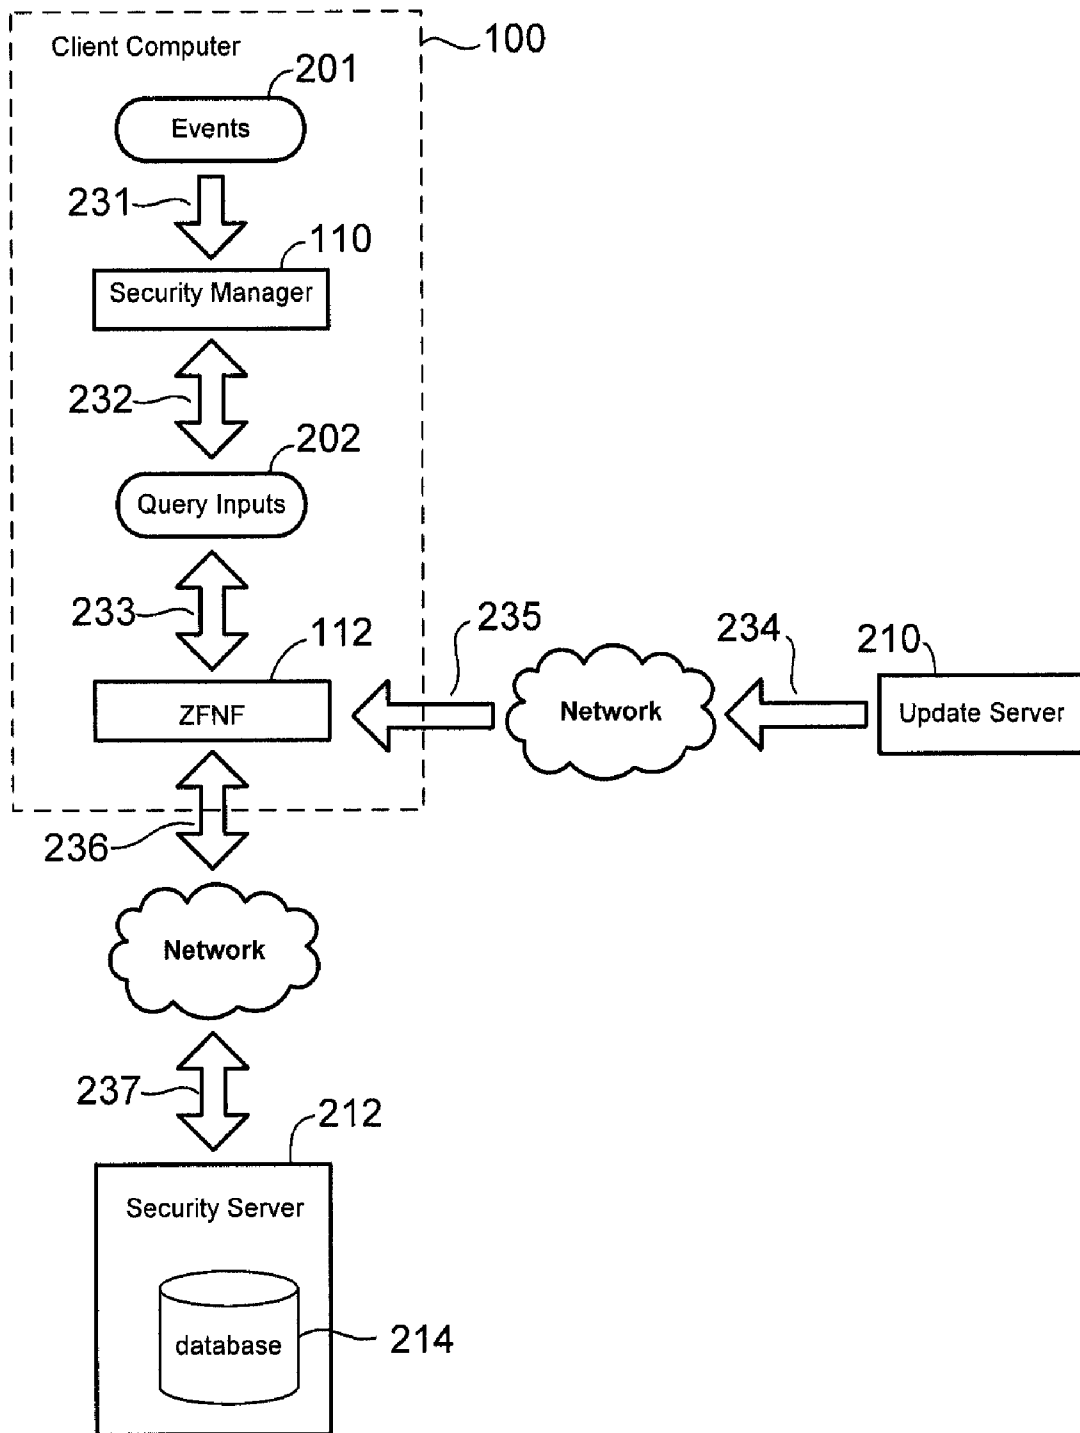 Client Computer
100
201
Events
231
110
Security Manager
232
202
Query Inputs
233
112
235
234
210
ZFNF
Network
Update Server
236
Network
237
212
Security Server
database
214